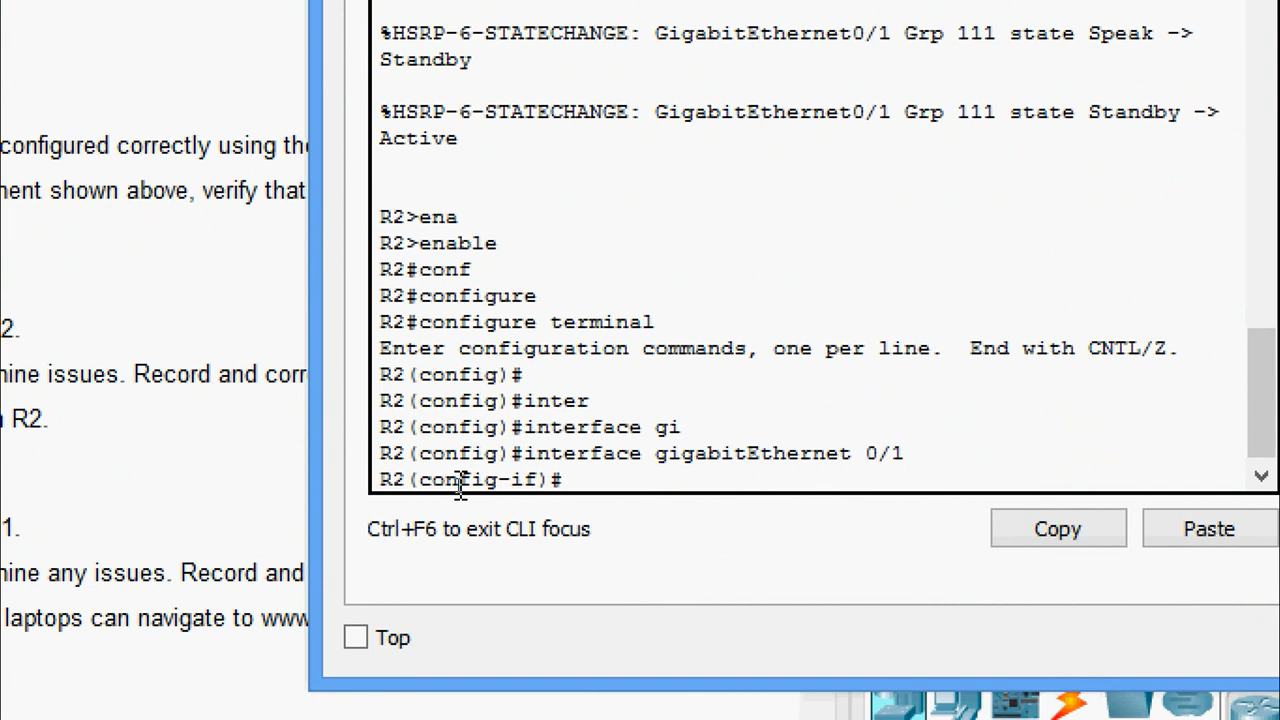 %HSRP-6-STATECHANGE: GigabitEthernet0/1 Grp 111 state Speak ->
Standby
%HSRP-6-STATECHANGE: GigabitEthernet0/1 Grp 111 state Standby ->
Active
configured correctly using the
nent shown above, verify that
R2>ena
R2>enable
R2#conf
R2#configure
R2#configure terminal
Enter configuration commands, one per line.  End with CNTL/Z.
R2(config)#
R2(config)#inter
R2(config)#interface gi
R2(config)#interface gigabitEthernet 0/1
R2(config-if)#
2.
nine issues. Record and corr
R2.
Ctrl+F6 to exit CLI focus
Copy
Paste
1.
nine any issues. Record and
laptops can navigate to www
Top